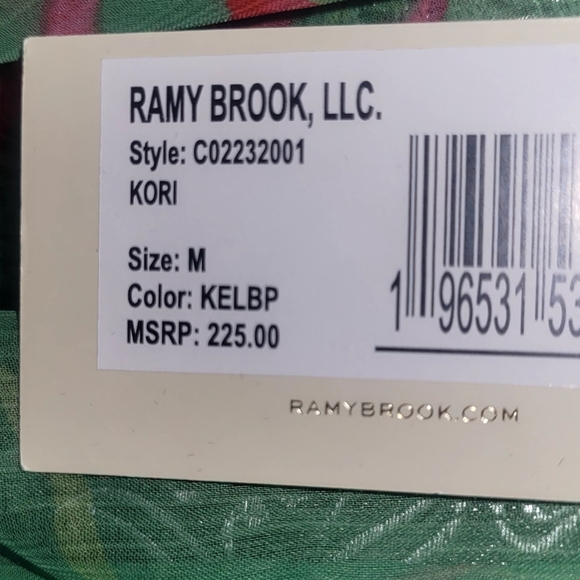 RAMY BROOK, LLC.
Style: C02232001
KORI
Size: M
Color: KELBP
MSRP: 225.00
1 96531 53
RAMYBROOK.COM